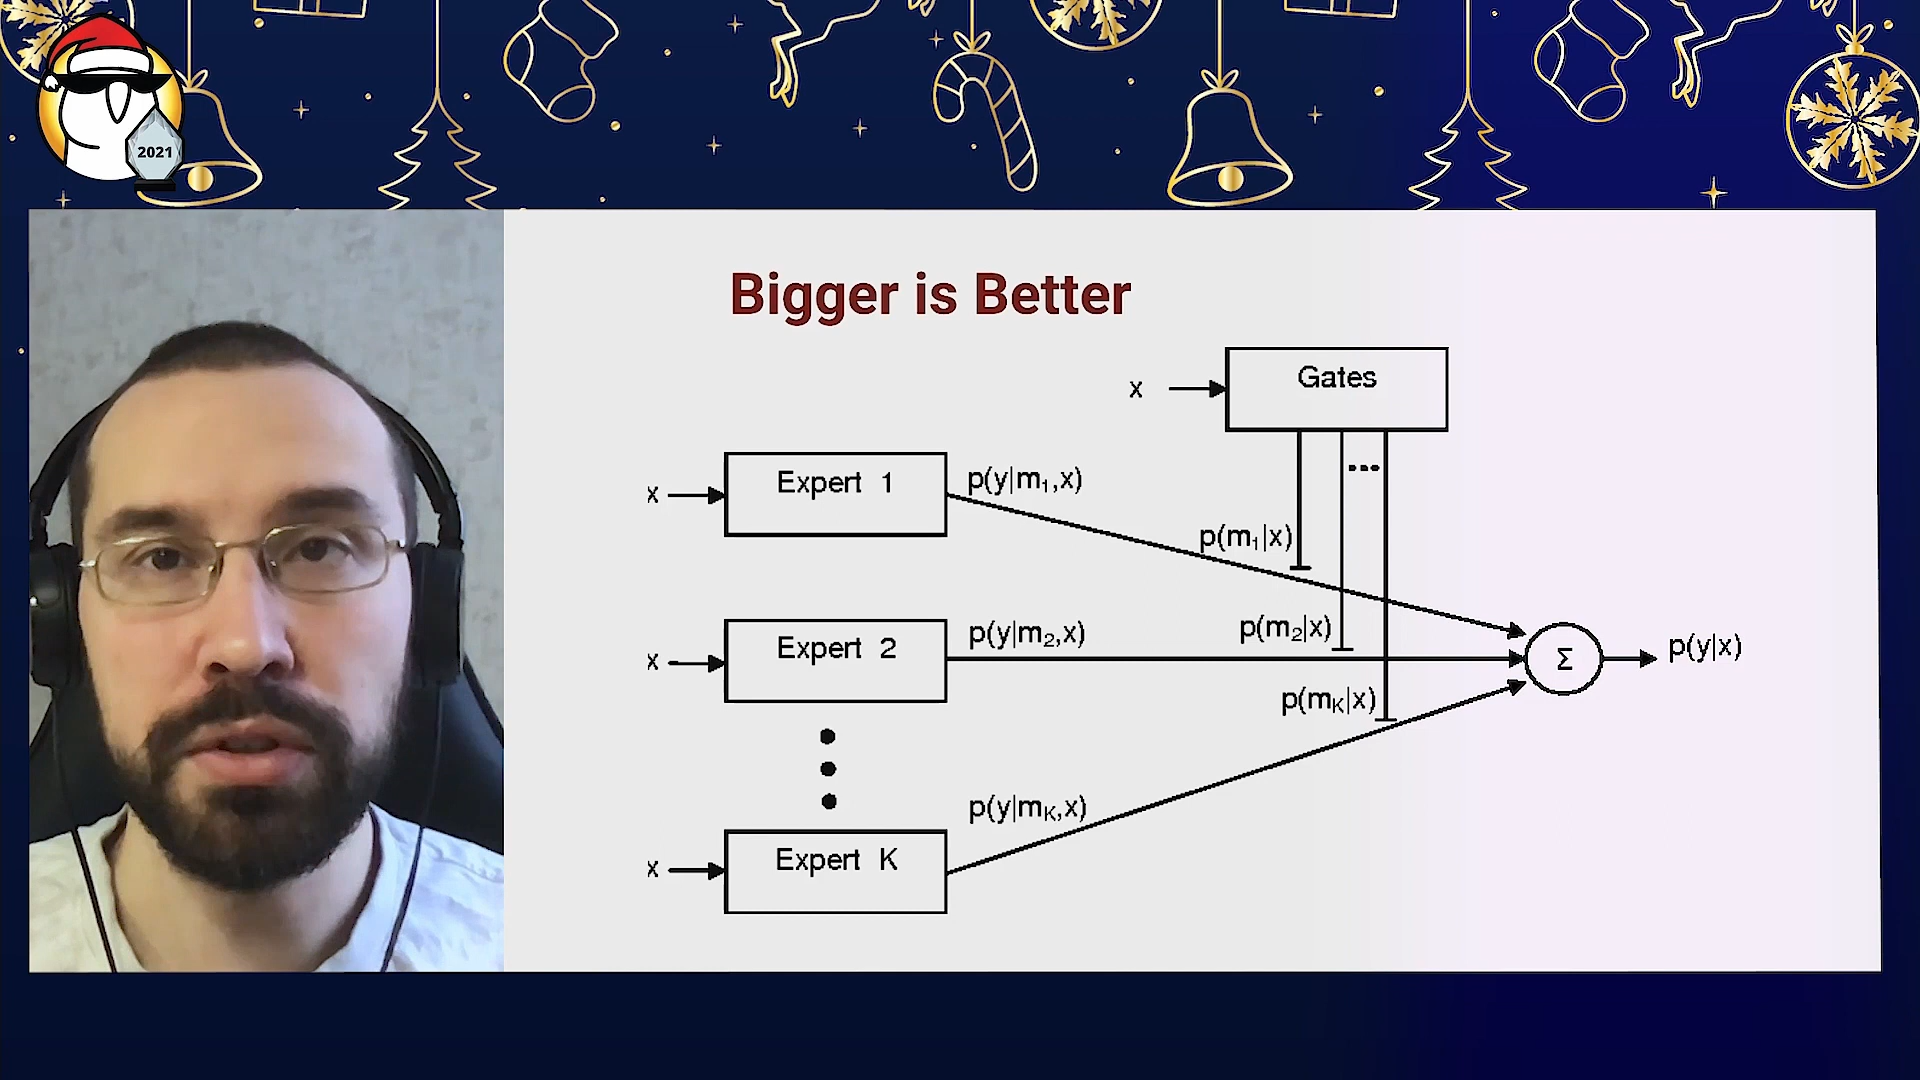 2021
Bigger is Better
x
Gates
...
x
Expert 1
p(y|m₁,x)
p(m₁|x)
x
Expert 2
p(y|m₂,x)
p(m₂|x)
Σ
p(y|x)
p(mK|x)
p(y|mK,x)
x
Expert K